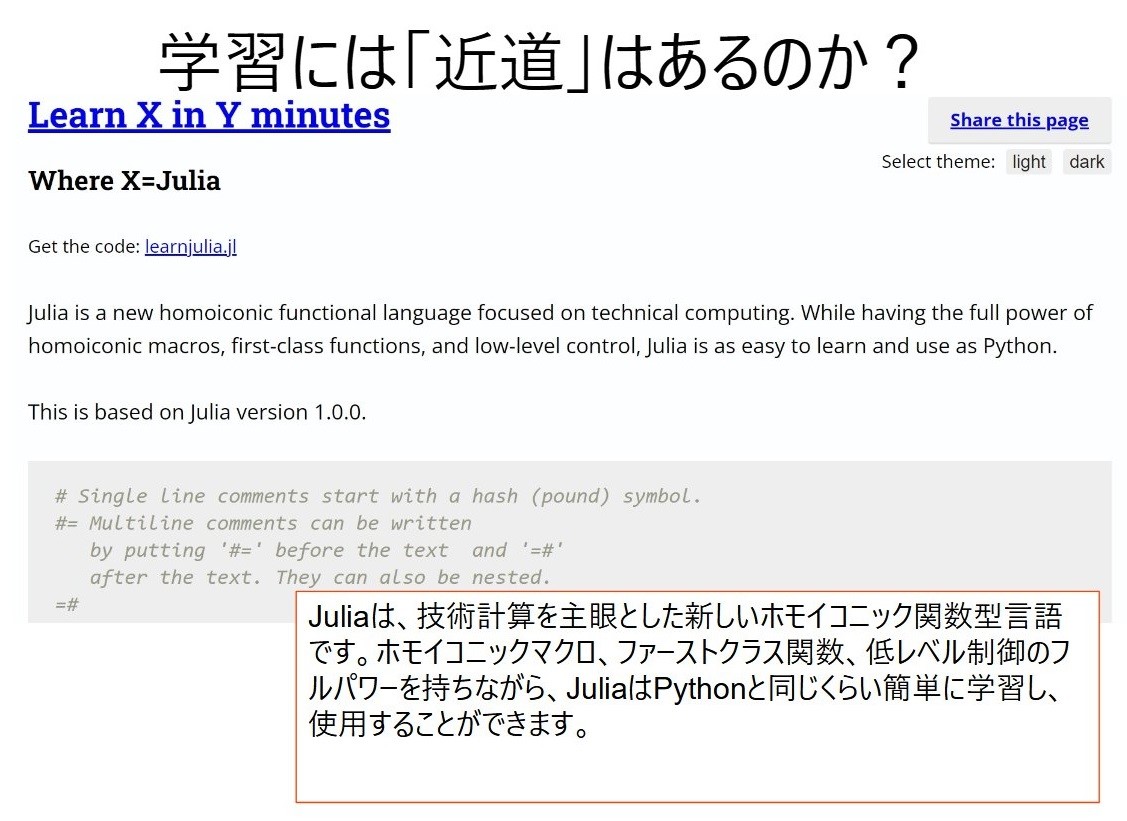 学習には「近道」はあるのか？
Learn X in Y minutes
Share this page
Select theme: light dark
Where X=Julia
Get the code: learnjulia.jl
Julia is a new homoiconic functional language focused on technical computing. While having the full power of
homoiconic macros, first-class functions, and low-level control, Julia is as easy to learn and use as Python.
This is based on Julia version 1.0.0.
# Single line comments start with a hash (pound) symbol.
#= Multiline comments can be written
   by putting '#=' before the text  and '=#'
   after the text. They can also be nested.
=#
Juliaは、技術計算を主眼とした新しいホモイコニック関数型言語
です。ホモイコニックマクロ、ファーストクラス関数、低レベル制御のフ
ルパワーを持ちながら、JuliaはPythonと同じくらい簡単に学習し、
使用することができます。